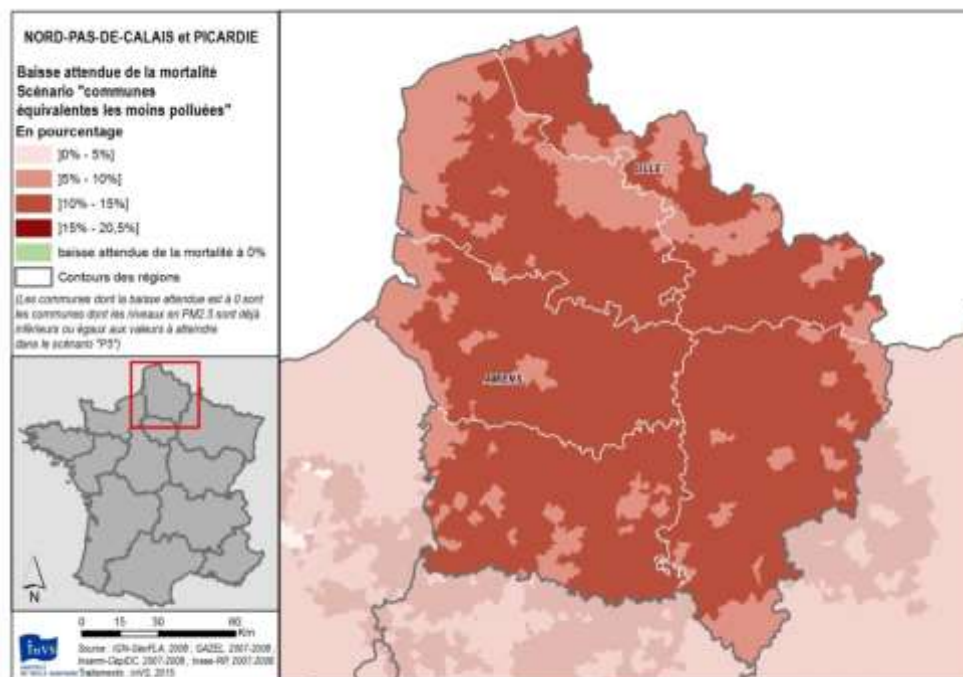 NORD-PAS-DE-CALAIS et PICARDIE
Baisse attendue de la mortalité
Scénario "communes
équivalentes les moins polluées"
En pourcentage
]0% - 5%]
]5% - 10%]
]10% - 15%]
]15% - 20,5%]
baisse attendue de la mortalité à 0%
Contours des régions
(Les communes dont la baisse attendue est à 0 sont
les communes dont les niveaux en PM2.5 sont déjà
inférieurs ou égaux aux valeurs à atteindre
dans le scénario "P5")
LILLE
AMIENS
N
0 15 30 60
Km
InVS
Source : IGN-GéoFLA, 2008 ; GAZEL, 2007-2008 ;
Inserm-CépiDC, 2007-2008 ; Insee-RP, 2007-2008
Traitements : InVS, 2015